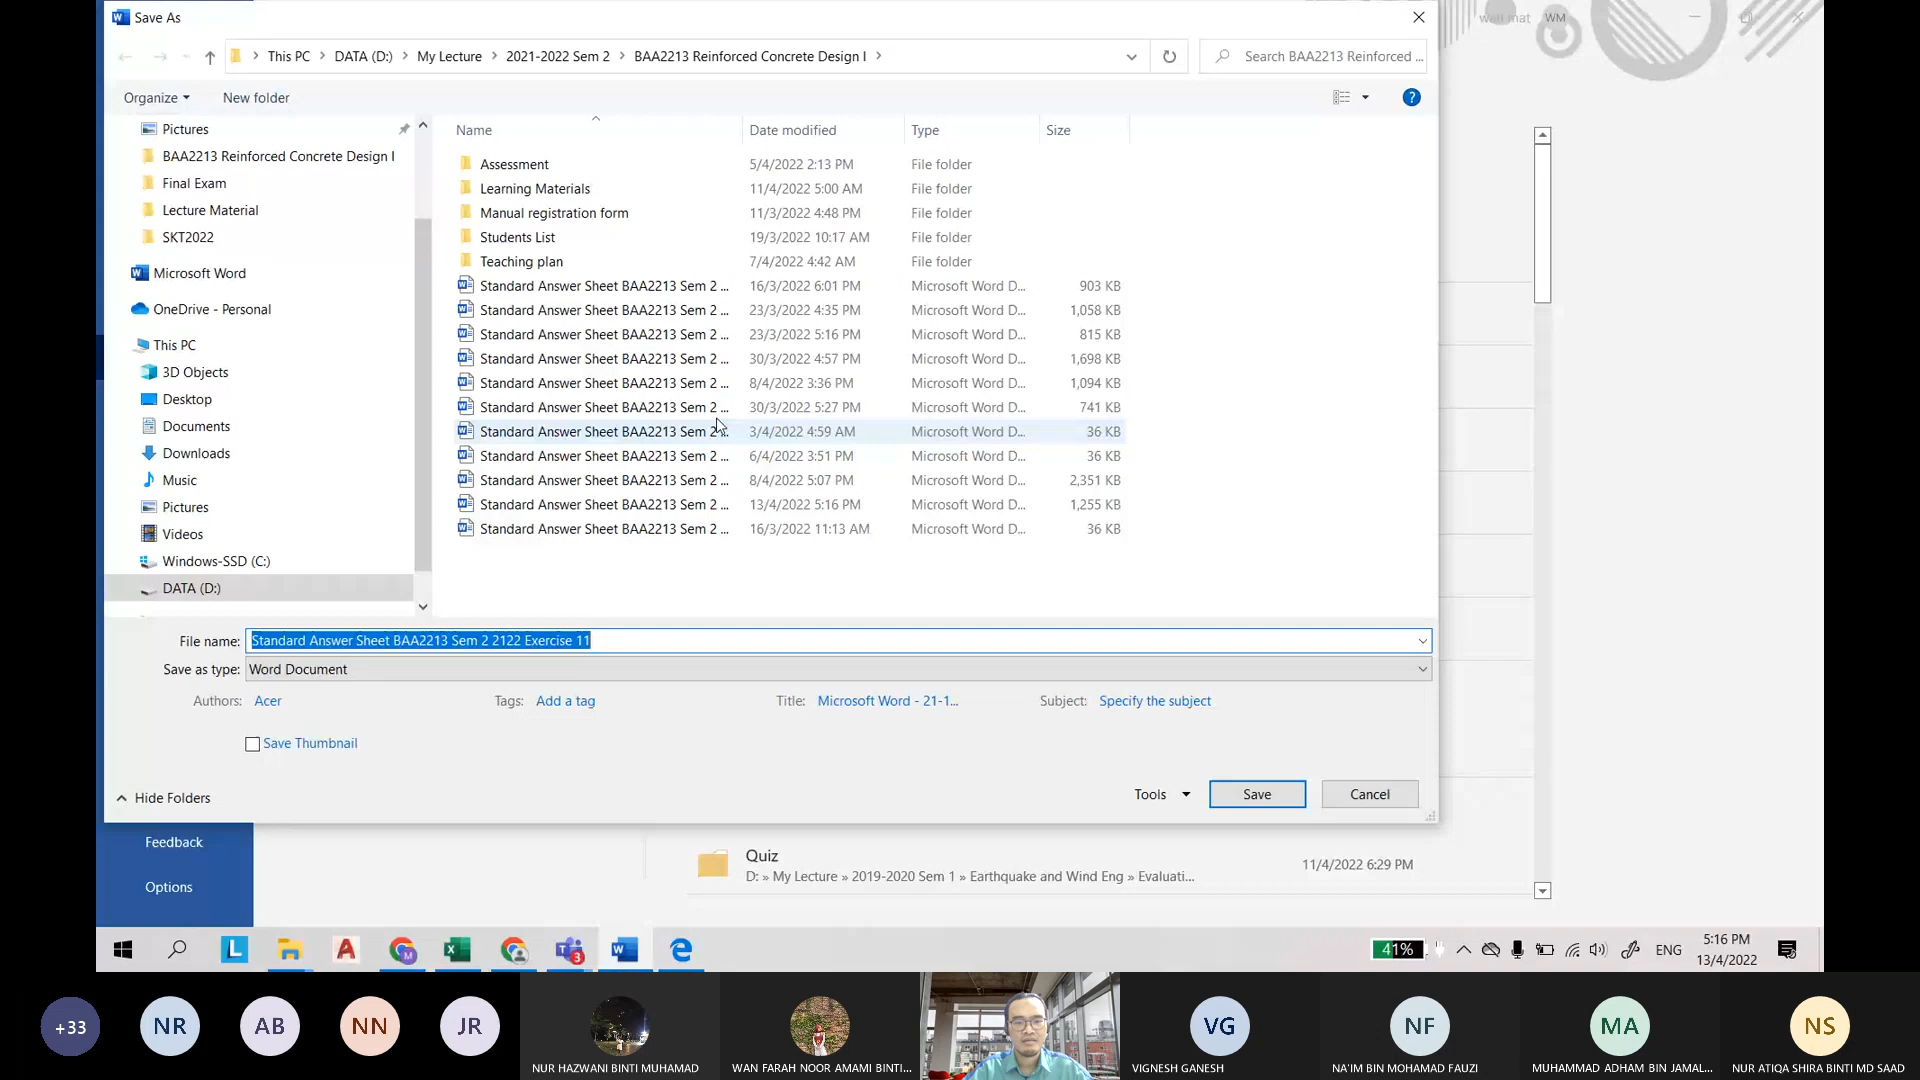 Save As
wall mat WM
This PC > DATA (D:) > My Lecture > 2021-2022 Sem 2 > BAA2213 Reinforced Concrete Design I >
Search BAA2213 Reinforced ...
Organize
New folder
Pictures
BAA2213 Reinforced Concrete Design I
Final Exam
Lecture Material
SKT2022
Microsoft Word
OneDrive - Personal
This PC
3D Objects
Desktop
Documents
Downloads
Music
Pictures
Videos
Windows-SSD (C:)
DATA (D:)
Name Date modified Type Size
Assessment 5/4/2022 2:13 PM File folder
Learning Materials 11/4/2022 5:00 AM File folder
Manual registration form 11/3/2022 4:48 PM File folder
Students List 19/3/2022 10:17 AM File folder
Teaching plan 7/4/2022 4:42 AM File folder
Standard Answer Sheet BAA2213 Sem 2 ... 16/3/2022 6:01 PM Microsoft Word D... 903 KB
Standard Answer Sheet BAA2213 Sem 2 ... 23/3/2022 4:35 PM Microsoft Word D... 1,058 KB
Standard Answer Sheet BAA2213 Sem 2 ... 23/3/2022 5:16 PM Microsoft Word D... 815 KB
Standard Answer Sheet BAA2213 Sem 2 ... 30/3/2022 4:57 PM Microsoft Word D... 1,698 KB
Standard Answer Sheet BAA2213 Sem 2 ... 8/4/2022 3:36 PM Microsoft Word D... 1,094 KB
Standard Answer Sheet BAA2213 Sem 2 ... 30/3/2022 5:27 PM Microsoft Word D... 741 KB
Standard Answer Sheet BAA2213 Sem 2 ... 3/4/2022 4:59 AM Microsoft Word D... 36 KB
Standard Answer Sheet BAA2213 Sem 2 ... 6/4/2022 3:51 PM Microsoft Word D... 36 KB
Standard Answer Sheet BAA2213 Sem 2 ... 8/4/2022 5:07 PM Microsoft Word D... 2,351 KB
Standard Answer Sheet BAA2213 Sem 2 ... 13/4/2022 5:16 PM Microsoft Word D... 1,255 KB
Standard Answer Sheet BAA2213 Sem 2 ... 16/3/2022 11:13 AM Microsoft Word D... 36 KB
File name: Standard Answer Sheet BAA2213 Sem 2 2122 Exercise 11
Save as type: Word Document
Authors: Acer Tags: Add a tag Title: Microsoft Word - 21-1... Subject: Specify the subject
Save Thumbnail
Hide Folders
Tools Save Cancel
Feedback
Options
Quiz
D: » My Lecture » 2019-2020 Sem 1 » Earthquake and Wind Eng » Evaluati...
11/4/2022 6:29 PM
41%
ENG
5:16 PM
13/4/2022
+33 NR AB NN JR VG NF MA NS
NUR HAZWANI BINTI MUHAMAD
WAN FARAH NOOR AMAMI BINTI...
VIGNESH GANESH
NA'IM BIN MOHAMAD FAUZI
MUHAMMAD ADHAM BIN JAMAL...
NUR ATIQA SHIRA BINTI MD SAAD